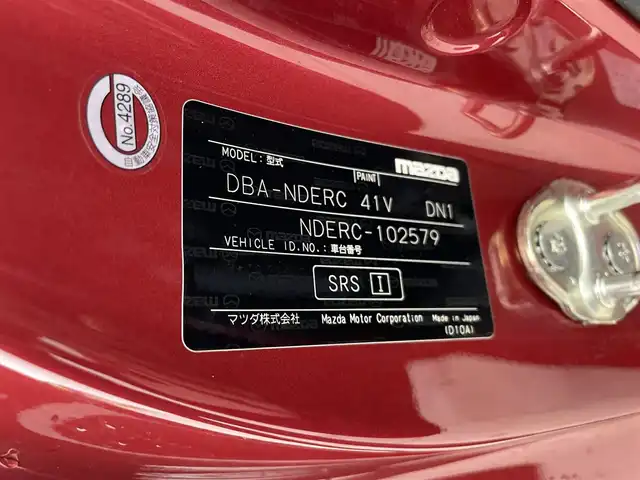 No.4289
mazda
MODEL:型式
PAINT
DBA-NDERC 41V DN1
NDERC-102579
VEHICLE ID.NO.:車台番号
SRS I
マツダ株式会社 Mazda Motor Corporation Made in Japan
(D10A)